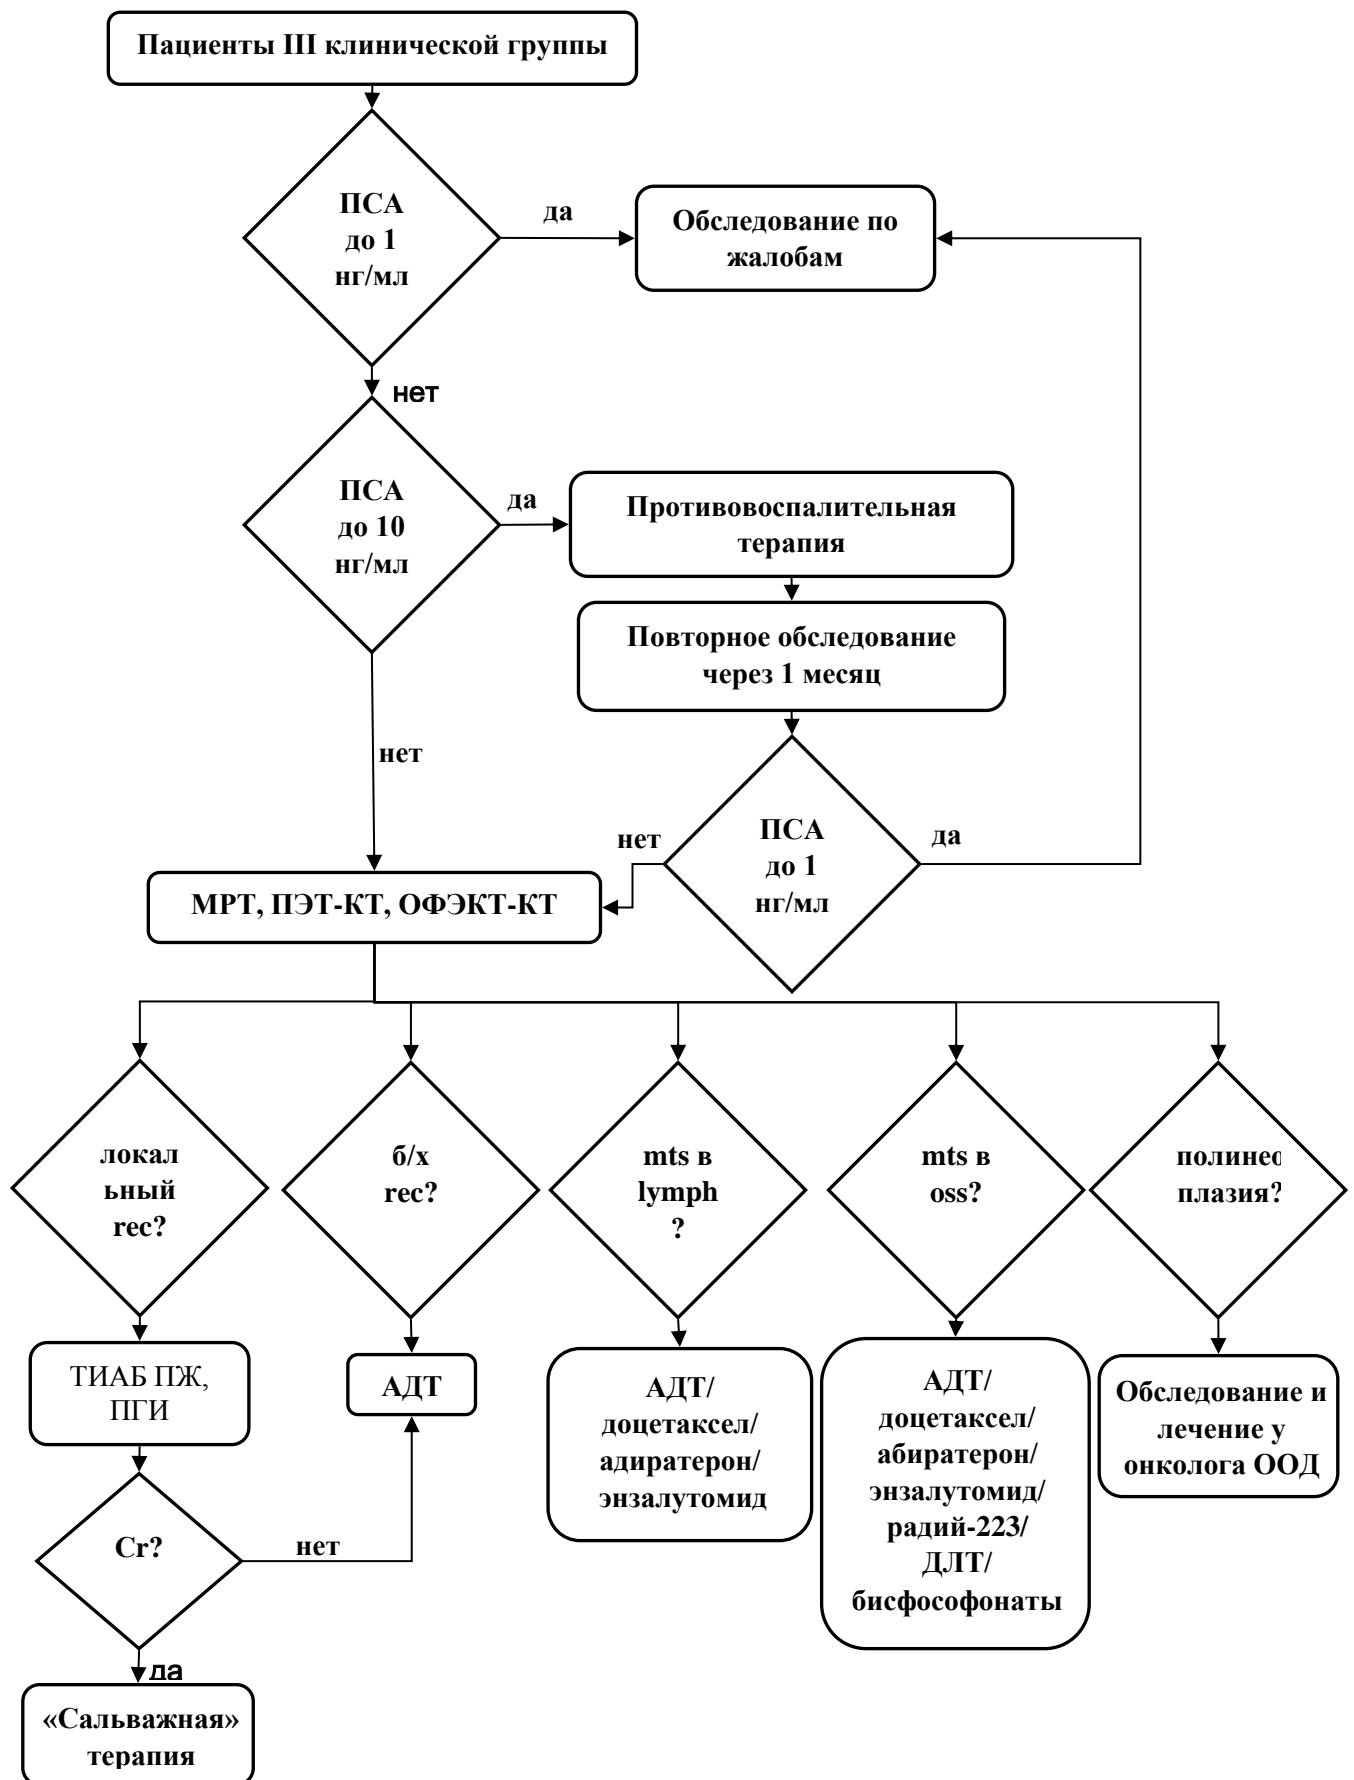 Пациенты III клинической группы
ПСА
до 1
нг/мл
да
Обследование по
жалобам
нет
ПСА
до 10
нг/мл
да
Противовоспалительная
терапия
Повторное обследование
через 1 месяц
нет
ПСА
до 1
нг/мл
нет
да
МРТ, ПЭТ-КТ, ОФЭКТ-КТ
локал
ьный
rec?
б/х
rec?
mts в
lymph
?
mts в
oss?
полинео
плазия?
ТИАБ ПЖ,
ПГИ
АДТ
АДТ/
доцетаксел/
адиратерон/
энзалутомид
АДТ/
доцетаксел/
абиратерон/
энзалутомид/
радий-223/
ДЛТ/
бисфософонаты
Обследование и
лечение у
онколога ООД
Cr?
нет
да
«Сальважная»
терапия